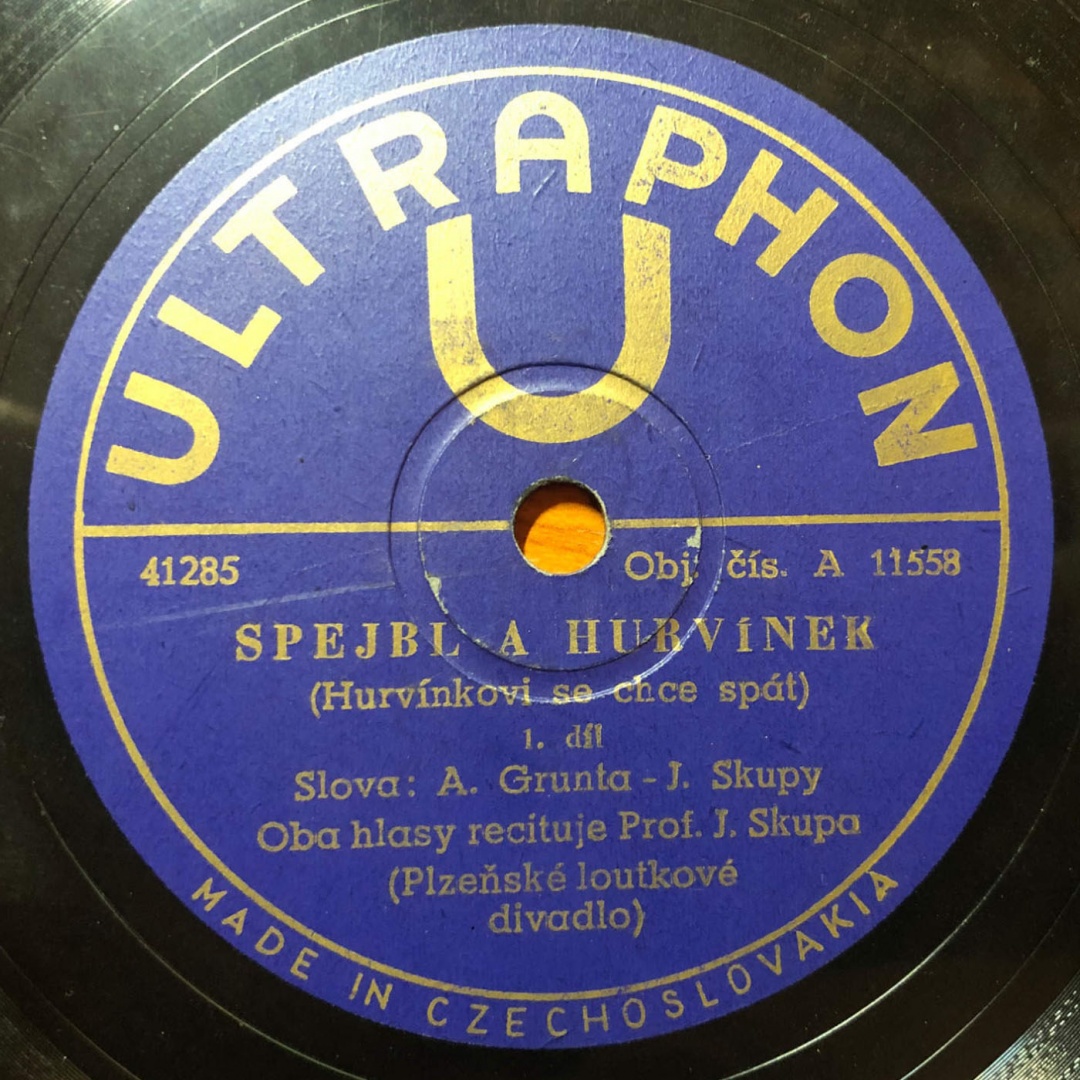 ULTRAPHON
U
41285 Obj. čís. A 11558
SPEJBL A HURVíNEK
(Hurvínkovi se chce spát)
1. díl
Slova: A. Grunta - J. Skupy
Oba hlasy recituje Prof. J. Skupa
(Plzeňské loutkové
divadlo)
MADE IN CZECHOSLOVAKIA